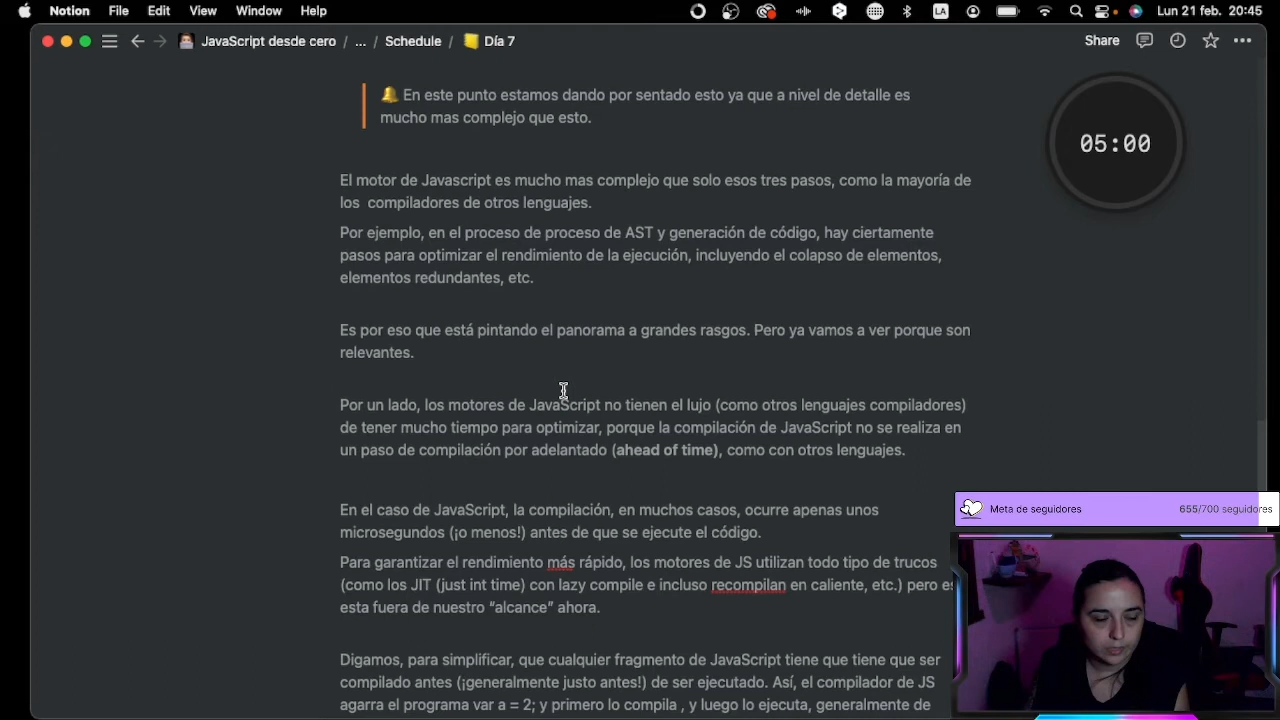 Notion File Edit View Window Help LA Lun 21 feb. 20:45
JavaScript desde cero / ... / Schedule / Día 7 Share
🔔 En este punto estamos dando por sentado esto ya que a nivel de detalle es
mucho mas complejo que esto.
05:00
El motor de Javascript es mucho mas complejo que solo esos tres pasos, como la mayoría de
los compiladores de otros lenguajes.
Por ejemplo, en el proceso de proceso de AST y generación de código, hay ciertamente
pasos para optimizar el rendimiento de la ejecución, incluyendo el colapso de elementos,
elementos redundantes, etc.
Es por eso que está pintando el panorama a grandes rasgos. Pero ya vamos a ver porque son
relevantes.
Por un lado, los motores de JavaScript no tienen el lujo (como otros lenguajes compiladores)
de tener mucho tiempo para optimizar, porque la compilación de JavaScript no se realiza en
un paso de compilación por adelantado (ahead of time), como con otros lenguajes.
En el caso de JavaScript, la compilación, en muchos casos, ocurre apenas unos
microsegundos (¡o menos!) antes de que se ejecute el código.
Meta de seguidores 655/700 seguidores
Para garantizar el rendimiento más rápido, los motores de JS utilizan todo tipo de trucos
(como los JIT (just int time) con lazy compile e incluso recompilan en caliente, etc.) pero
esta fuera de nuestro "alcance" ahora.
Digamos, para simplificar, que cualquier fragmento de JavaScript tiene que tiene que ser
compilado antes (¡generalmente justo antes!) de ser ejecutado. Así, el compilador de JS
agarra el programa var a = 2; y primero lo compila , y luego lo ejecuta, generalmente de